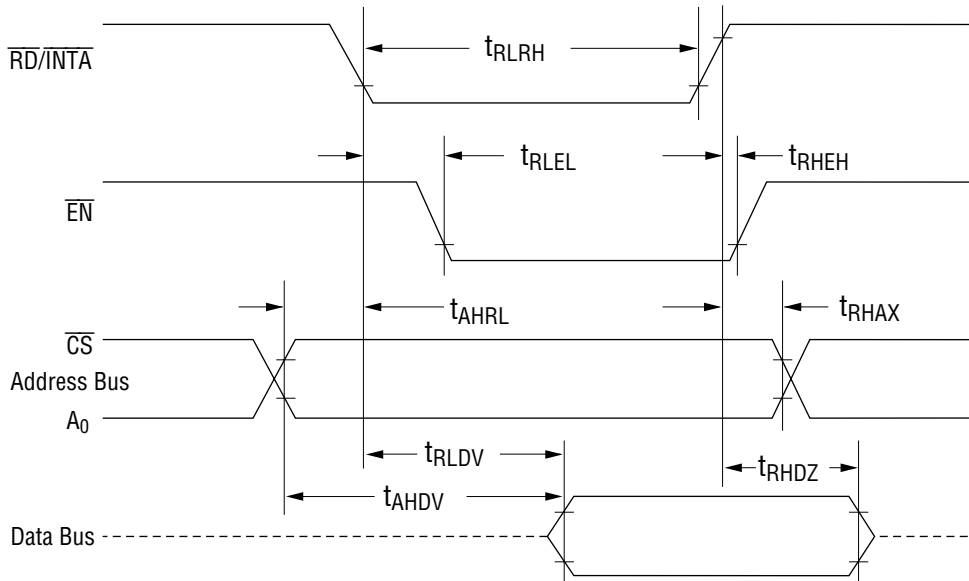 RD/INTA
tRLRH
tRLEL
tRHEH
EN
tAHRL
tRHAX
CS
Address Bus
A0
tRLDV
tRHDZ
tAHDV
Data Bus